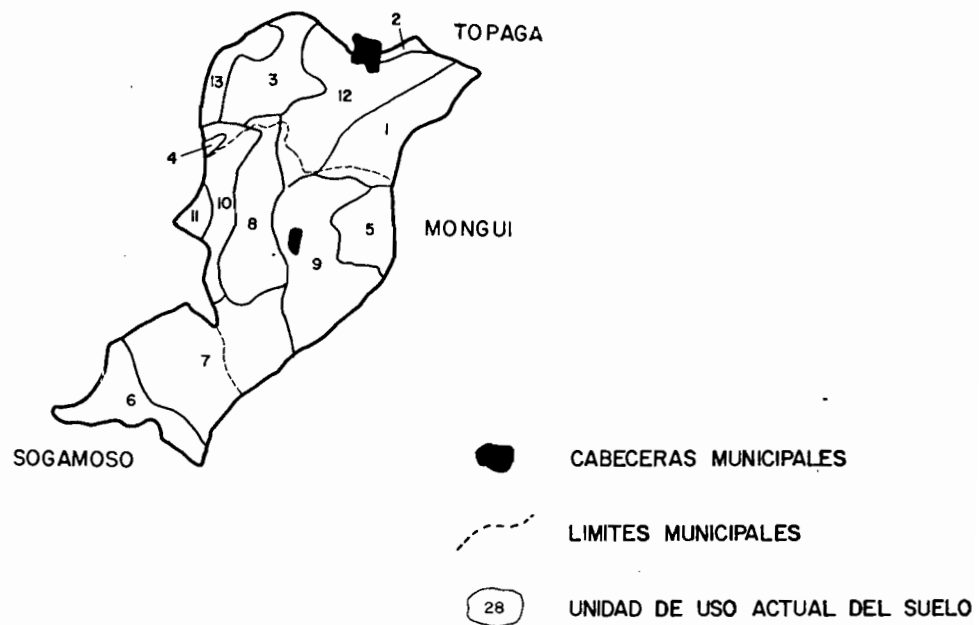 2
TOPAGA
13
3
12
1
4
11
10
8
5
MONGUI
9
7
6
SOGAMOSO
CABECERAS MUNICIPALES
LIMITES MUNICIPALES
28 UNIDAD DE USO ACTUAL DEL SUELO